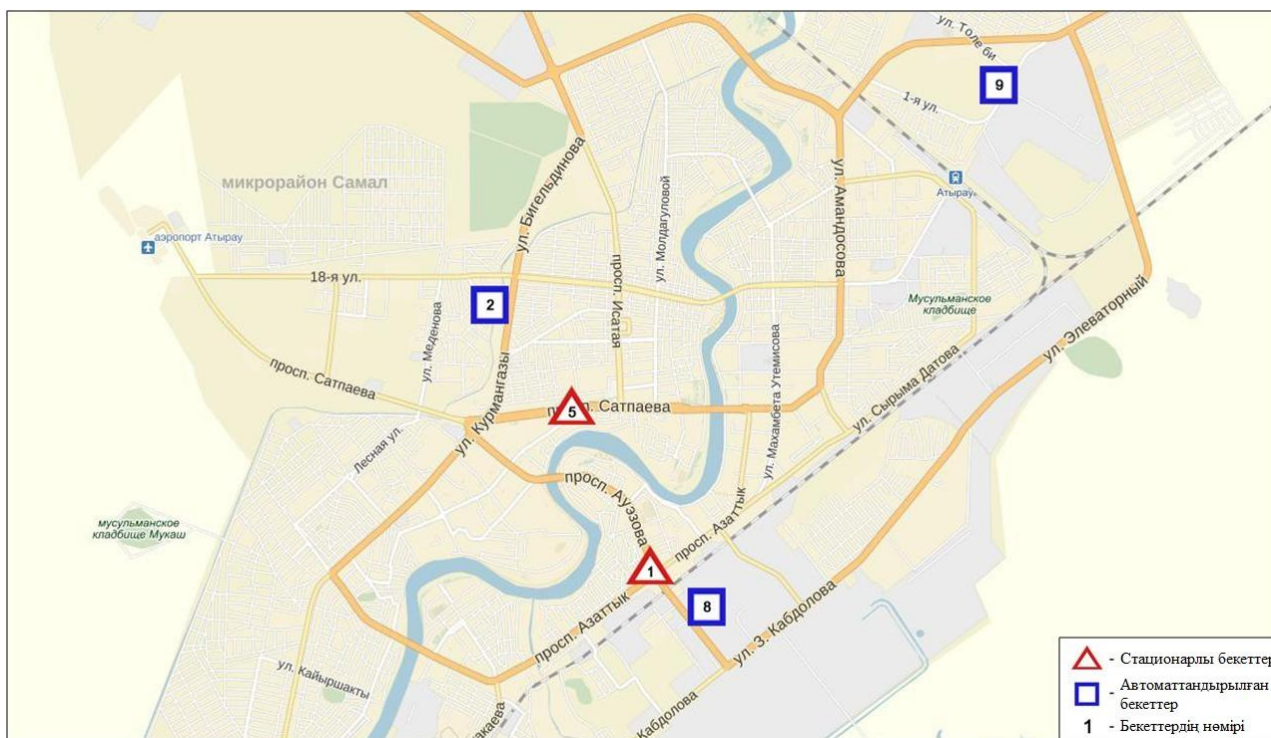 ул. Толе би
9
1-я ул.
ул. Бигельдинова
микрорайон Самал
ул. Молдагуловой
ул. Амандосова
Атырау
аэропорт Атырау
18-я ул.
просп. Исатая
2
Мусульманское
кладбище
ул. Элеваторный
ул. Меденова
просп. Сатпаева
ул. Курмангазы
ул. Махамбета Утемисова
ул. Сырыма Датова
5
Сатпаева
Лесная ул.
просп. Ауэзова
просп. Азаттык
мусульманское
кладбище Мукаш
1
8
просп. Азаттык
ул. З. Кабдолова
ул. Кайыршакты
Кабдолова
- Стационарлы бекеттер
- Автоматтандырылған
бекеттер
1 - Бекеттердің нөмірі